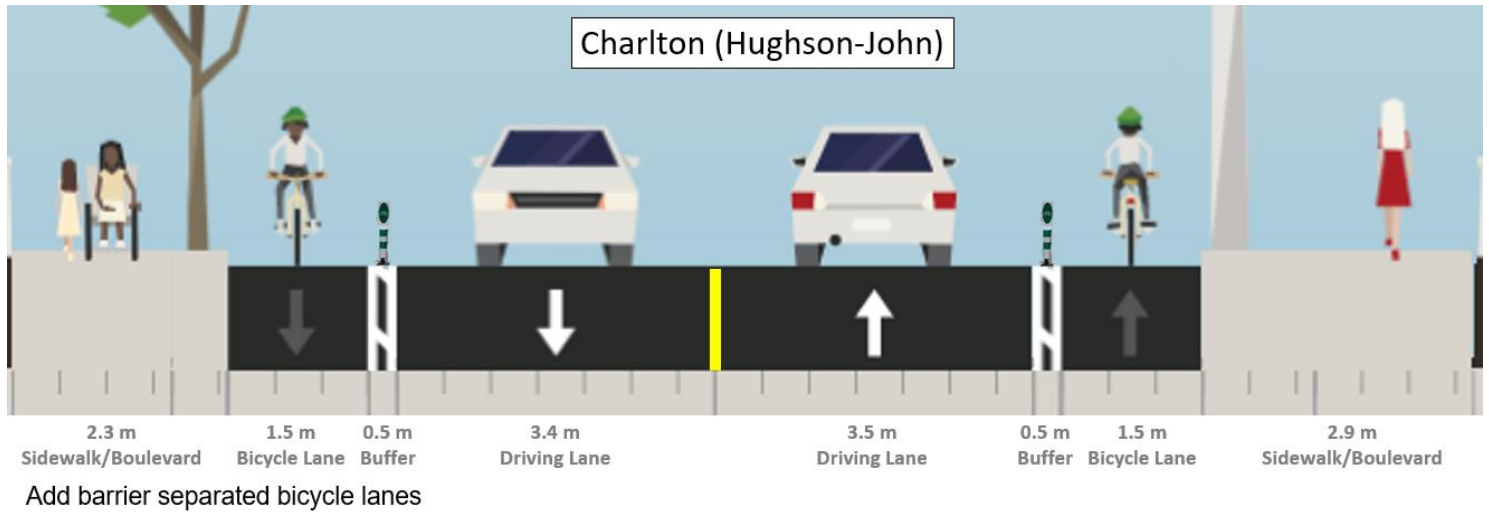 Charlton (Hughson-John)
2.3 m 1.5 m 0.5 m 3.4 m 3.5 m 0.5 m 1.5 m 2.9 m
Sidewalk/Boulevard Bicycle Lane Buffer Driving Lane Driving Lane Buffer Bicycle Lane Sidewalk/Boulevard
Add barrier separated bicycle lanes